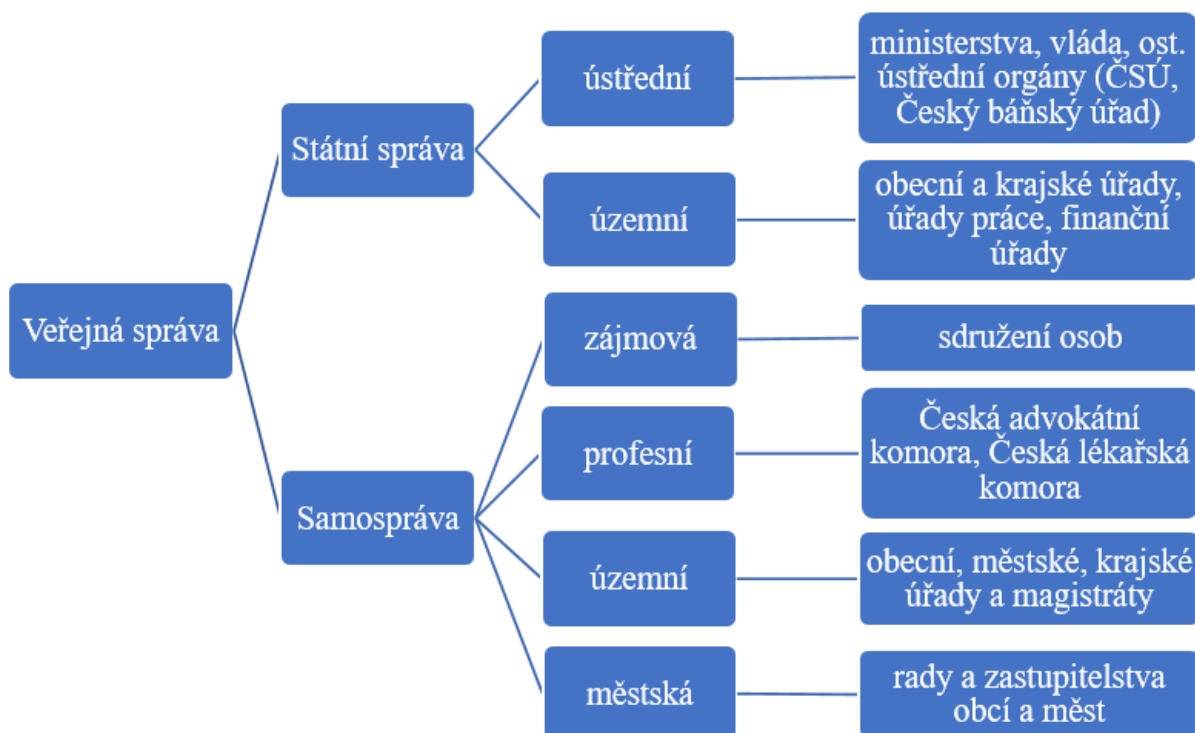 Veřejná správa
Státní správa
ústřední
ministerstva, vláda, ost.
ústřední orgány (ČSÚ,
Český báňský úřad)
územní
obecní a krajské úřady,
úřady práce, finanční
úřady
Samospráva
zájmová
sdružení osob
profesní
Česká advokátní
komora, Česká lékařská
komora
územní
obecní, městské, krajské
úřady a magistráty
městská
rady a zastupitelstva
obcí a měst